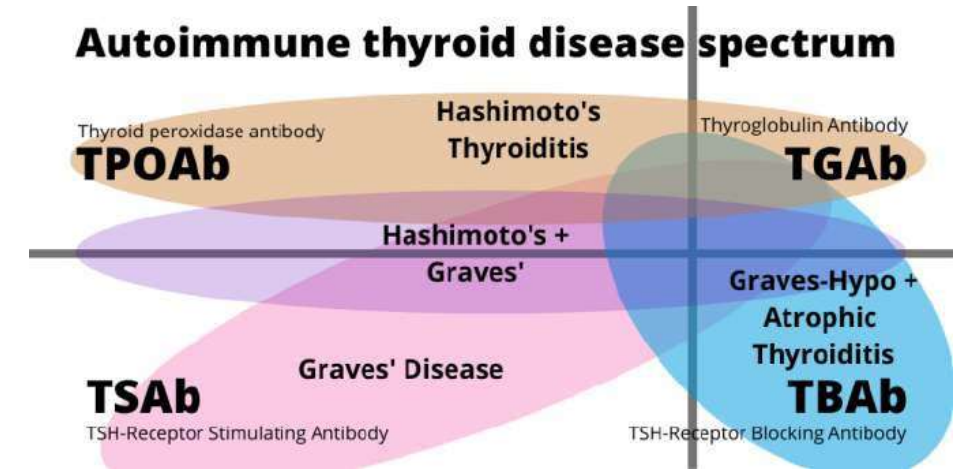 Autoimmune thyroid disease spectrum
Hashimoto's
Thyroiditis
Thyroid peroxidase antibody
TPOAb
Thyroglobulin Antibody
TGAb
Hashimoto's +
Graves'
Graves-Hypo +
Atrophic
Thyroiditis
Graves' Disease
TSAb
TSH-Receptor Stimulating Antibody
TBAb
TSH-Receptor Blocking Antibody